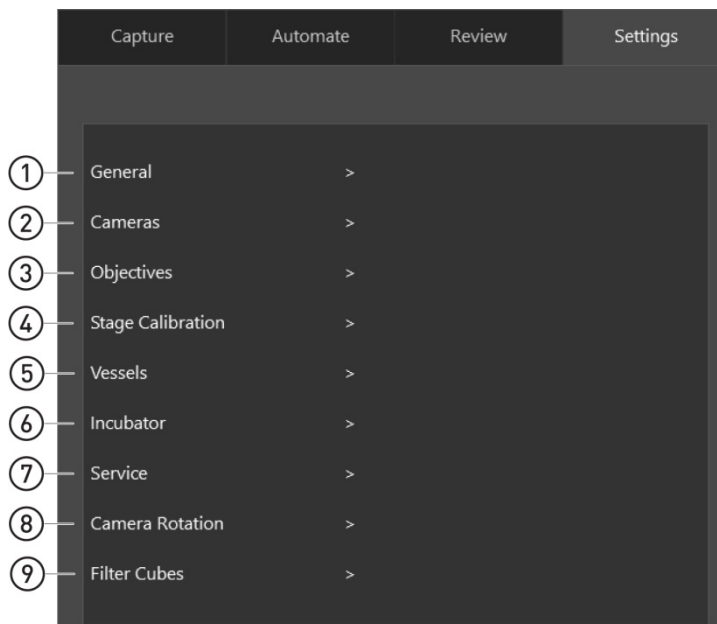 Capture Automate Review Settings
① General >
② Cameras >
③ Objectives >
④ Stage Calibration >
⑤ Vessels >
⑥ Incubator >
⑦ Service >
⑧ Camera Rotation >
⑨ Filter Cubes >